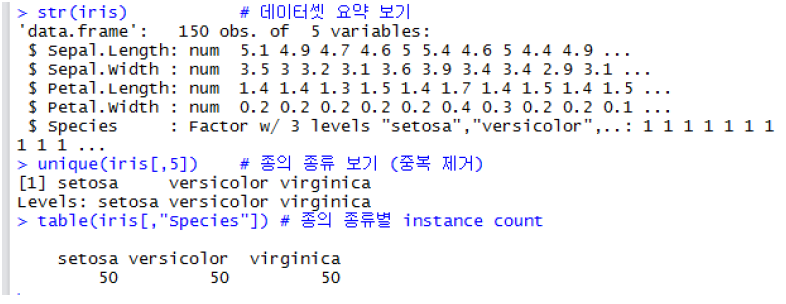 > str(iris)          # 데이터셋 요약 보기
'data.frame':   150 obs. of  5 variables:
 $ Sepal.Length: num  5.1 4.9 4.7 4.6 5 5.4 4.6 5 4.4 4.9 ...
 $ Sepal.Width : num  3.5 3 3.2 3.1 3.6 3.9 3.4 3.4 2.9 3.1 ...
 $ Petal.Length: num  1.4 1.4 1.3 1.5 1.4 1.7 1.4 1.5 1.4 1.5 ...
 $ Petal.Width : num  0.2 0.2 0.2 0.2 0.2 0.4 0.3 0.2 0.2 0.1 ...
 $ Species     : Factor w/ 3 levels "setosa","versicolor",..: 1 1 1 1 1 1 1
1 1 1 ...
> unique(iris[,5])    # 종의 종류 보기 (중복 제거)
[1] setosa     versicolor virginica
Levels: setosa versicolor virginica
> table(iris[,"Species"]) # 종의 종류별 instance count
    setosa versicolor  virginica
        50         50         50